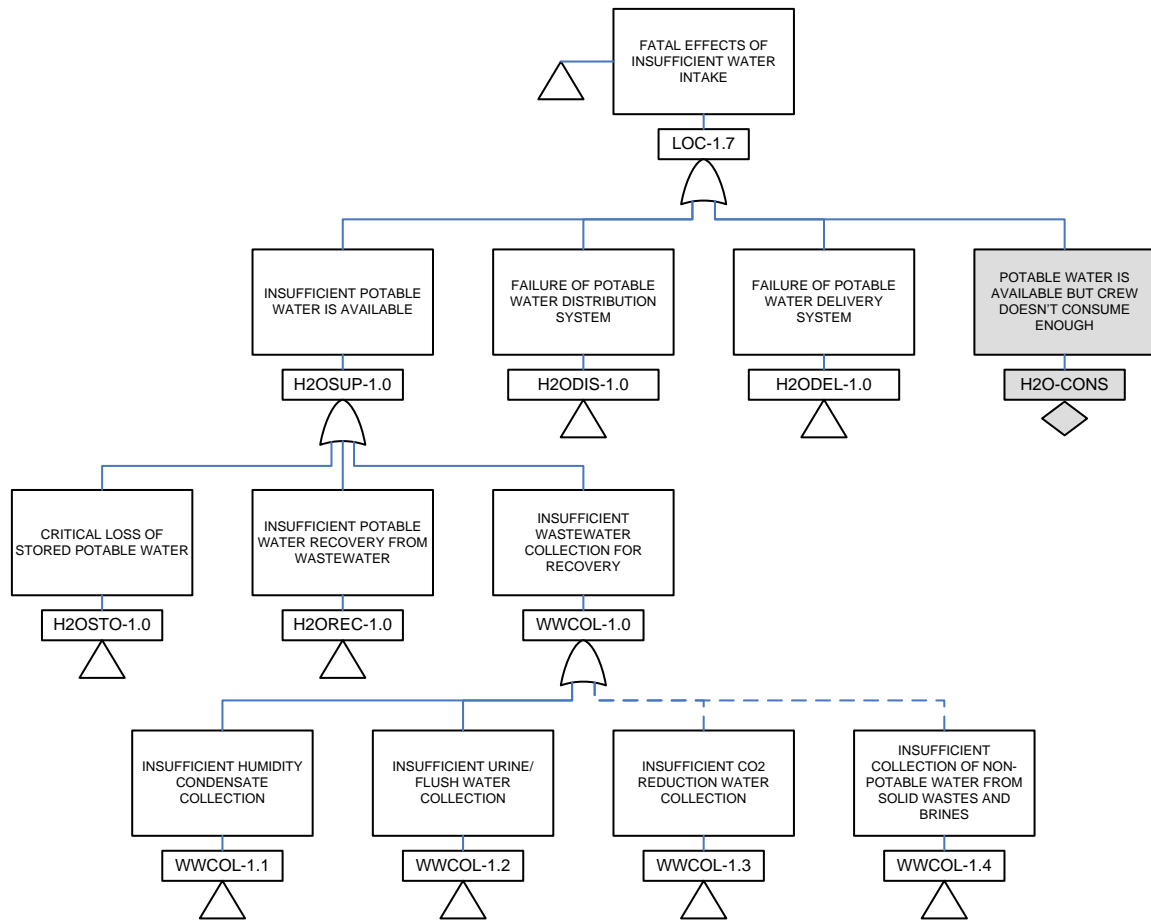 FATAL EFFECTS OF
INSUFFICIENT WATER
INTAKE
LOC-1.7
INSUFFICIENT POTABLE
WATER IS AVAILABLE
H2OSUP-1.0
FAILURE OF POTABLE
WATER DISTRIBUTION
SYSTEM
H2ODIS-1.0
FAILURE OF POTABLE
WATER DELIVERY
SYSTEM
H2ODEL-1.0
POTABLE WATER IS
AVAILABLE BUT CREW
DOESN'T CONSUME
ENOUGH
H2O-CONS
CRITICAL LOSS OF
STORED POTABLE WATER
H2OSTO-1.0
INSUFFICIENT POTABLE
WATER RECOVERY FROM
WASTEWATER
H2OREC-1.0
INSUFFICIENT
WASTEWATER
COLLECTION FOR
RECOVERY
WWCOL-1.0
INSUFFICIENT HUMIDITY
CONDENSATE
COLLECTION
WWCOL-1.1
INSUFFICIENT URINE/
FLUSH WATER
COLLECTION
WWCOL-1.2
INSUFFICIENT CO2
REDUCTION WATER
COLLECTION
WWCOL-1.3
INSUFFICIENT
COLLECTION OF NON-
POTABLE WATER FROM
SOLID WASTES AND
BRINES
WWCOL-1.4